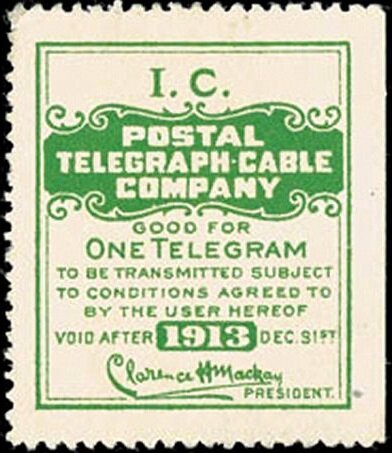 I. C.
POSTAL
TELEGRAPH-CABLE
COMPANY
GOOD FOR
ONE TELEGRAM
TO BE TRANSMITTED SUBJECT
TO CONDITIONS AGREED TO
BY THE USER HEREOF
VOID AFTER 1913 DEC. 31ST
Clarence H Mackay
PRESIDENT.